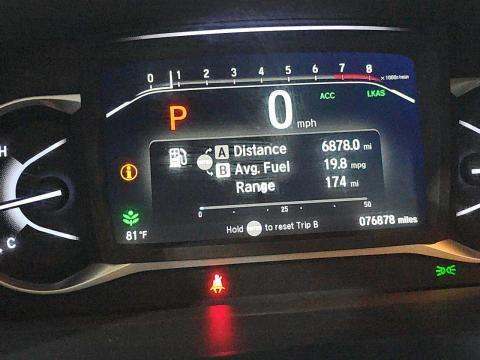 0 1 2 3 4 5 6 7 8 x 1000r/min
P 0 mph ACC LKAS
A Distance 6878.0 mi
B Avg. Fuel 19.8 mpg
Range 174 mi
0 25 50
Hold to reset Trip B
076878 miles
81°F
H
C